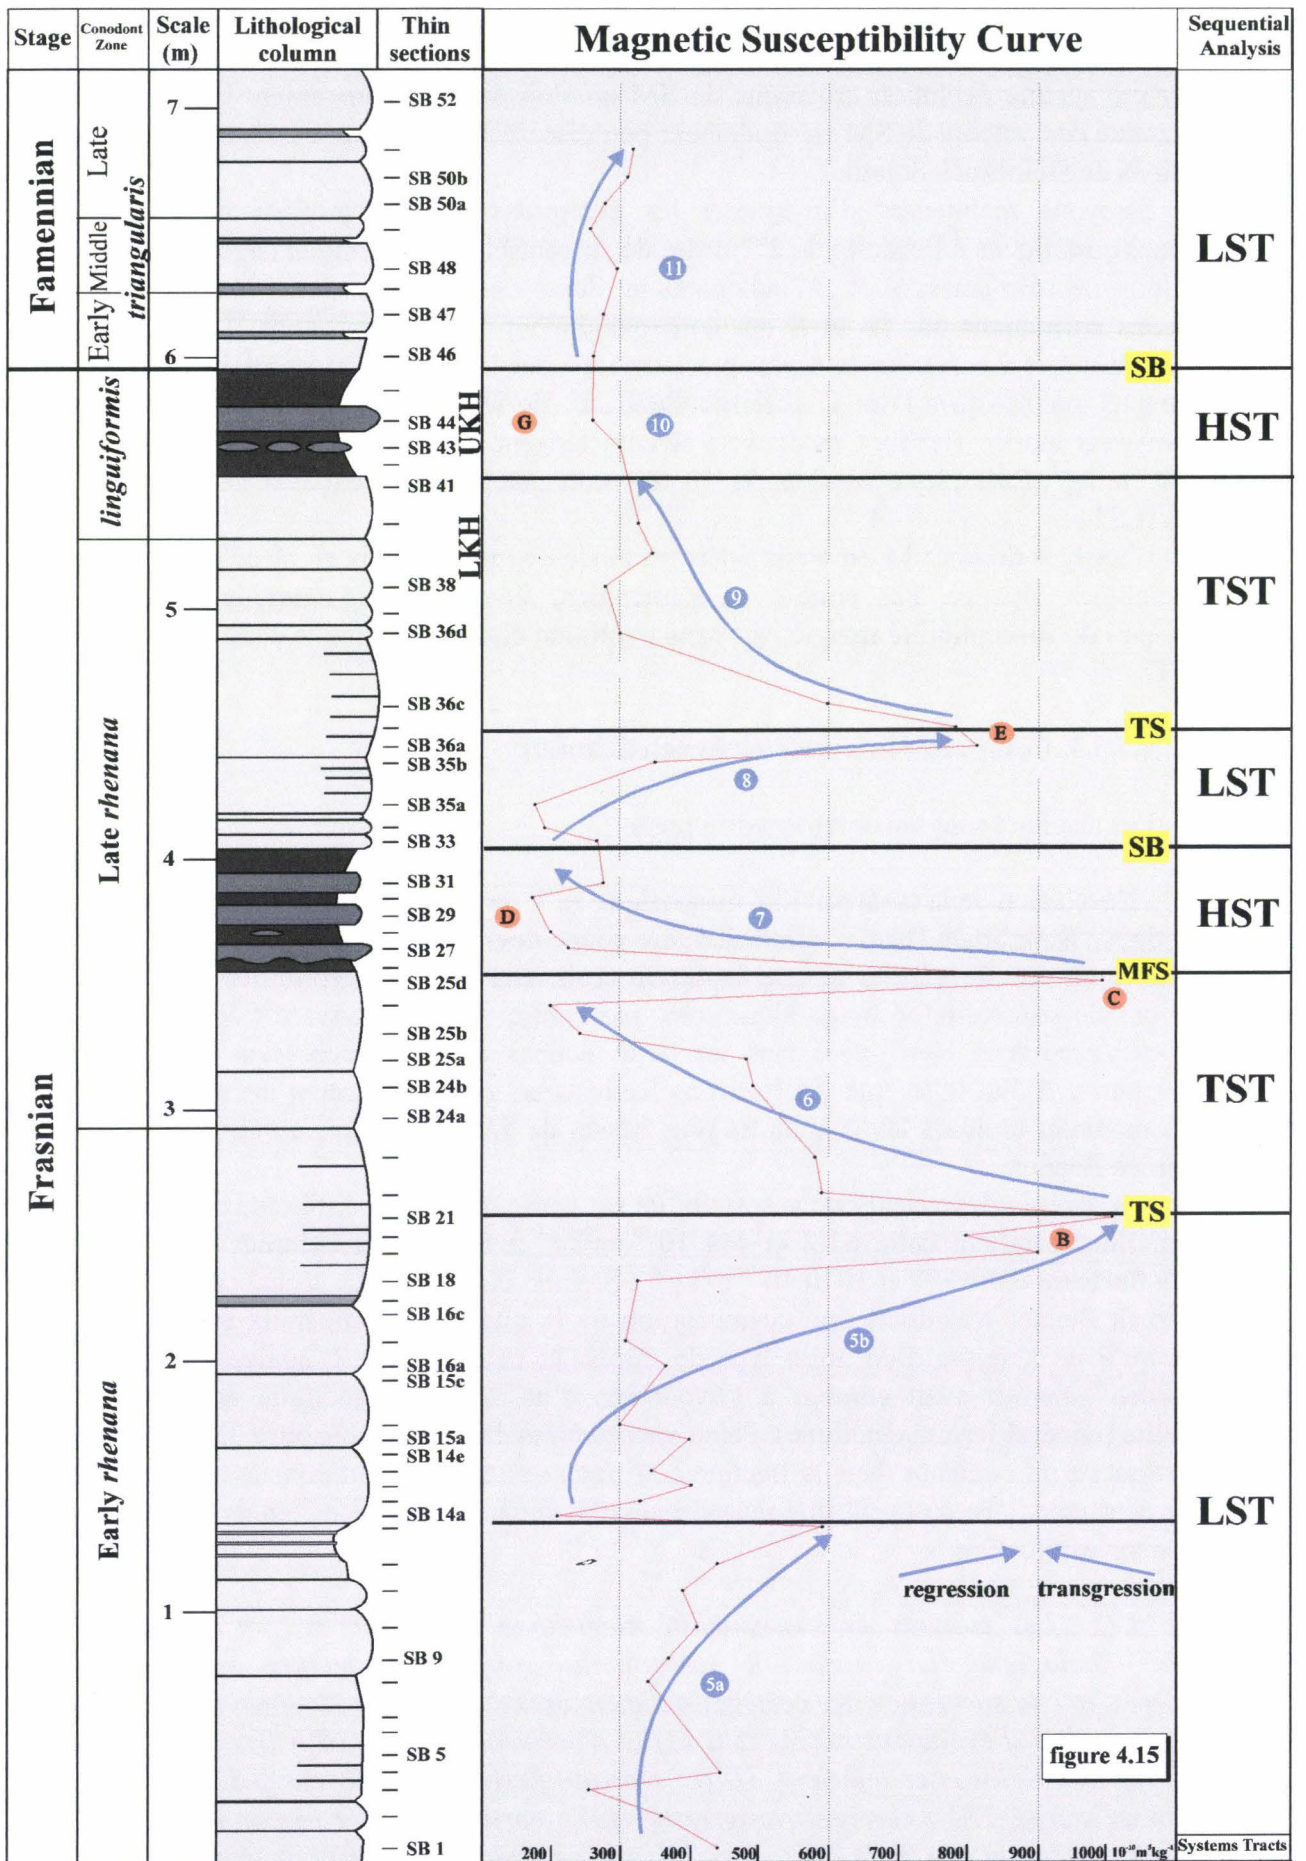 Stage
Conodont Zone
Scale (m)
Lithological column
Thin sections
Magnetic Susceptibility Curve
Sequential Analysis
Famennian
Frasnian
Late
Middle
Early
triangularis
linguiformis
Late rhenana
Early rhenana
7
6
5
4
3
2
1
SB 52
SB 50b
SB 50a
SB 48
SB 47
SB 46
SB 44
SB 43
SB 41
SB 38
SB 36d
SB 36c
SB 36a
SB 35b
SB 35a
SB 33
SB 31
SB 29
SB 27
SB 25d
SB 25b
SB 25a
SB 24b
SB 24a
SB 21
SB 18
SB 16c
SB 16a
SB 15c
SB 15a
SB 14e
SB 14a
SB 9
SB 5
SB 1
UKH
LKH
11
G
10
9
E
8
D
7
C
6
B
5b
5a
regression
transgression
figure 4.15
200 300 400 500 600 700 800 900 1000 10⁻¹⁰m³kg⁻¹
LST
SB
HST
TST
TS
LST
SB
HST
MFS
TST
TS
LST
Systems Tracts